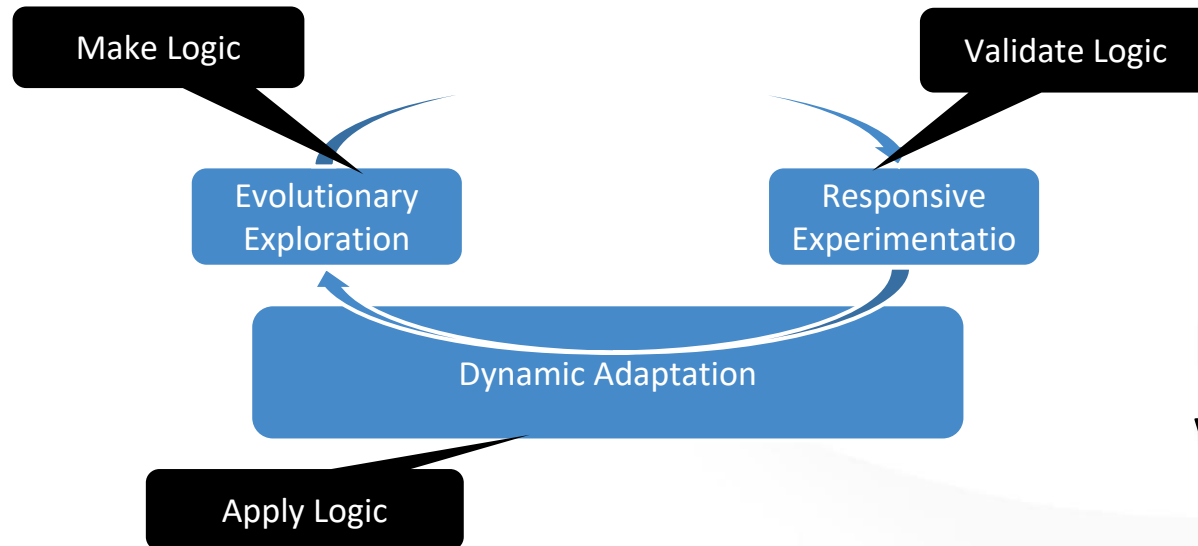 Make Logic
Validate Logic
Evolutionary
Exploration
Responsive
Experimentatio
Dynamic Adaptation
Apply Logic